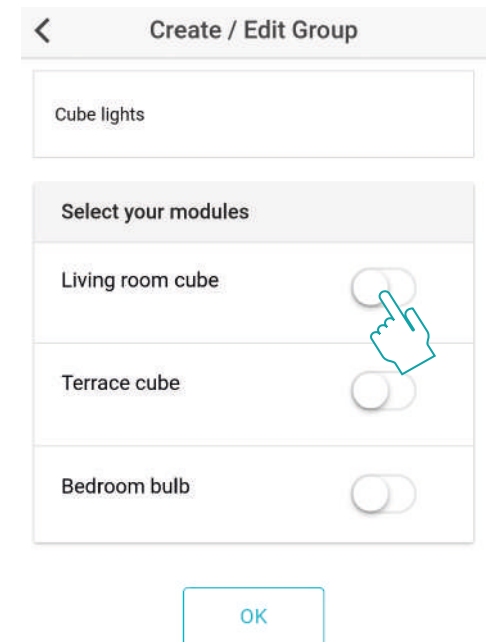 Create / Edit Group
Cube lights
Select your modules
Living room cube
Terrace cube
Bedroom bulb
OK